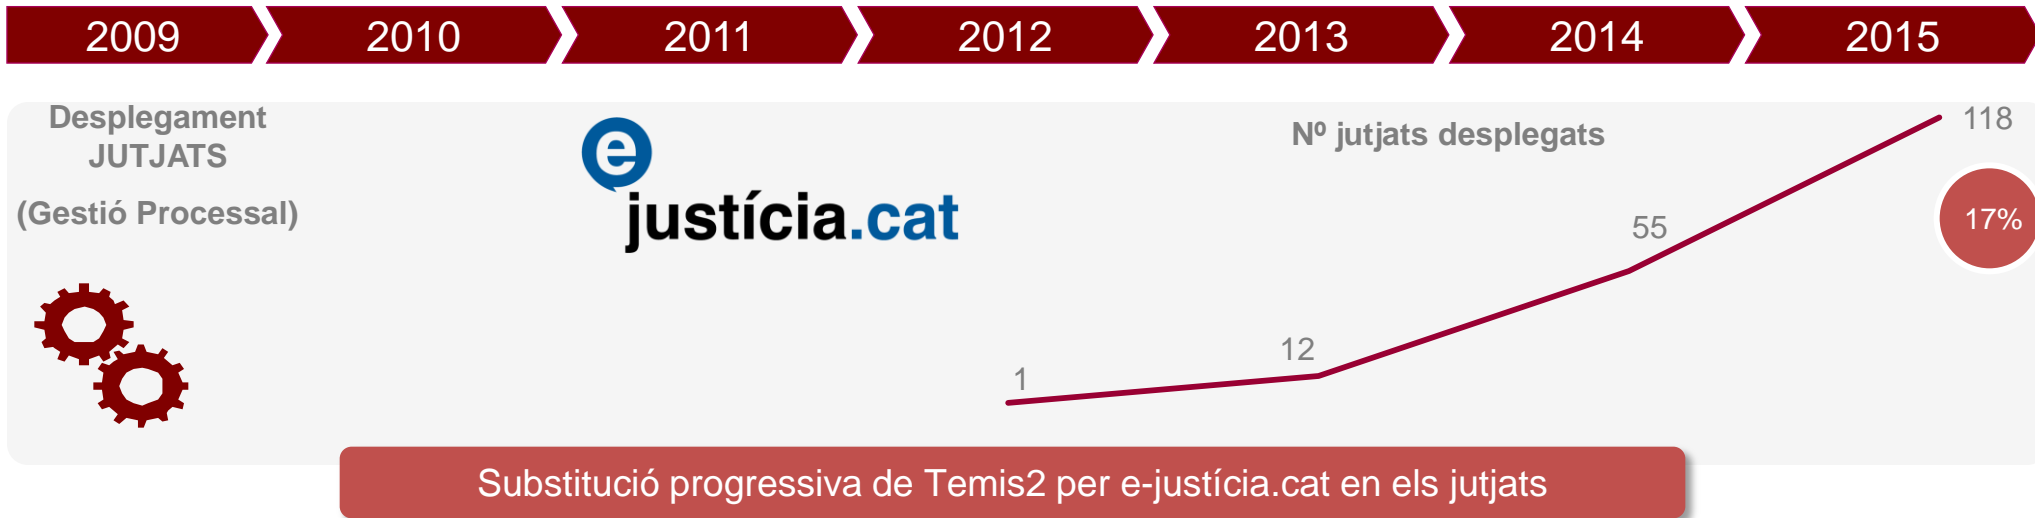 2009 2010 2011 2012 2013 2014 2015
Desplegament
JUTJATS
(Gestió Processal)
e
justícia.cat
Nº jutjats desplegats
118
17%
55
12
1
Substitució progressiva de Temis2 per e-justícia.cat en els jutjats